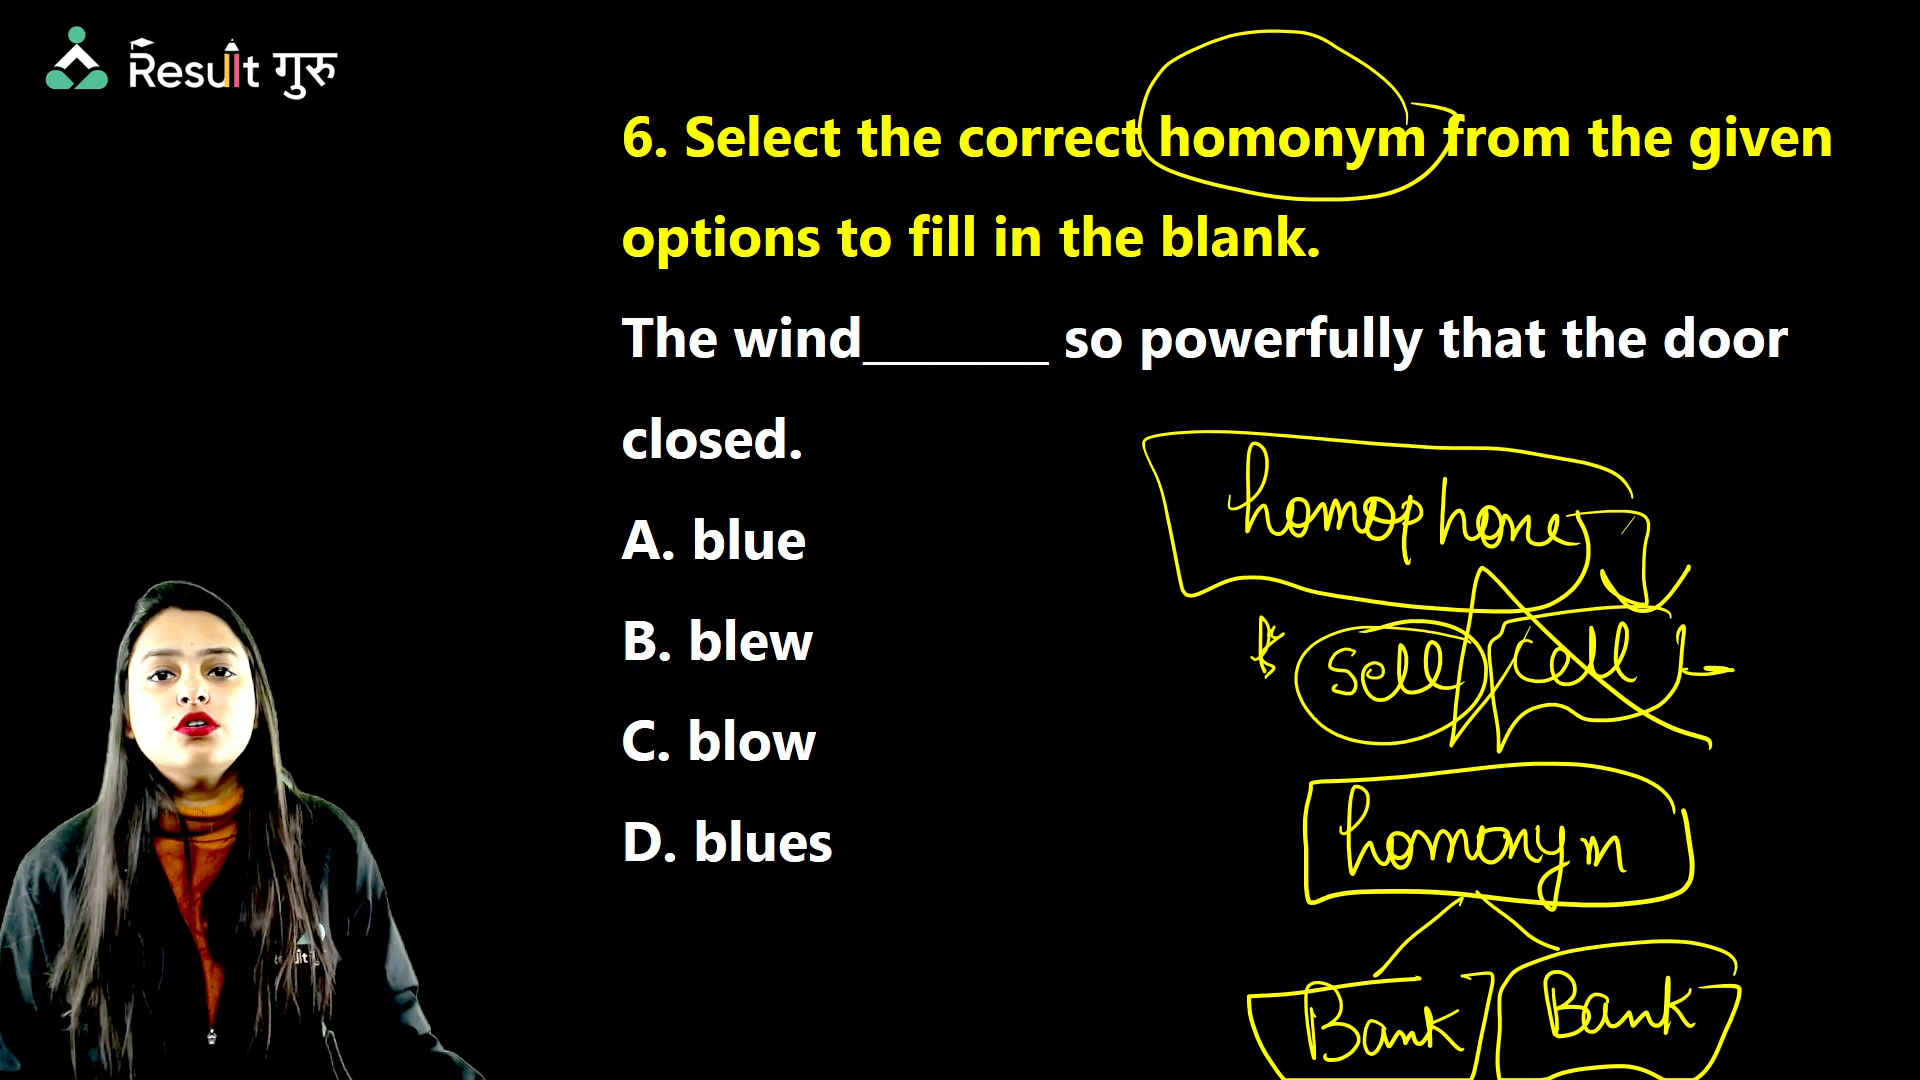 Result गुरु
6. Select the correct homonym from the given
options to fill in the blank.
The wind________ so powerfully that the door
closed.
A. blue
B. blew
C. blow
D. blues
homophone
Sell Cell
homonym
Bank Bank